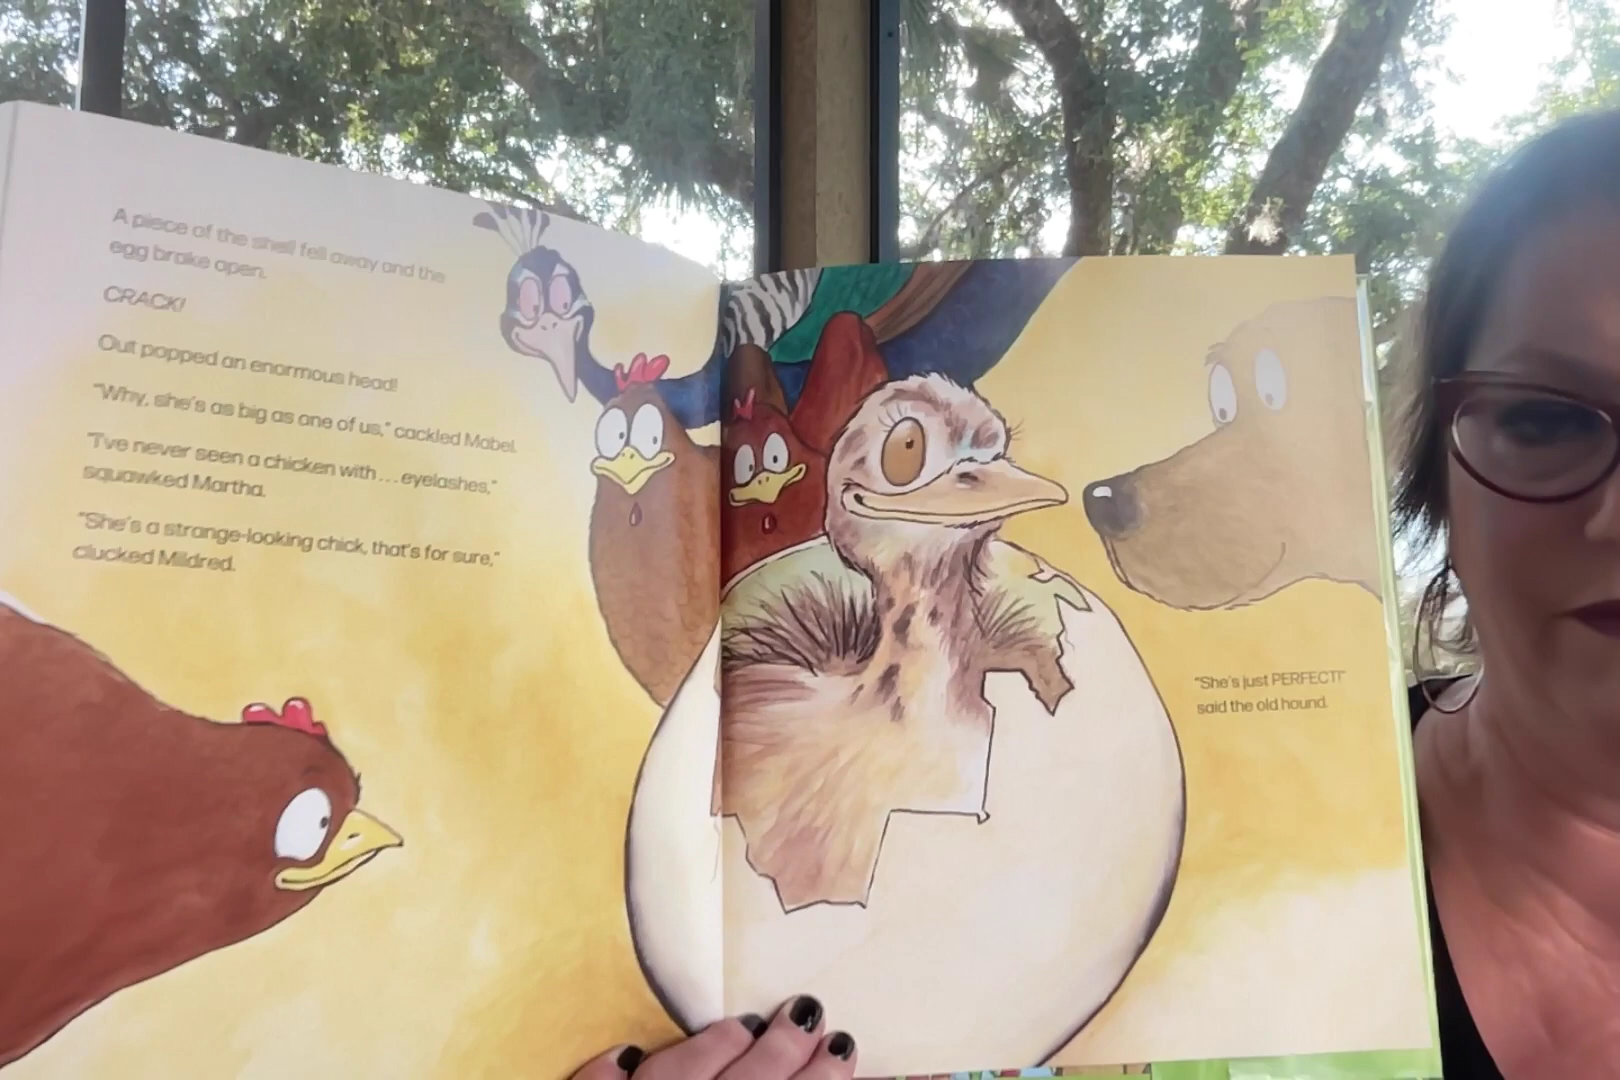 A piece of the shell fell away and the
egg broke open.
CRACK!
Out popped an enormous head!
"Why, she's as big as one of us," cackled Mabel.
"I've never seen a chicken with...eyelashes,"
squawked Martha.
"She's a strange-looking chick, that's for sure,"
clucked Mildred.
"She's just PERFECT!"
said the old hound.